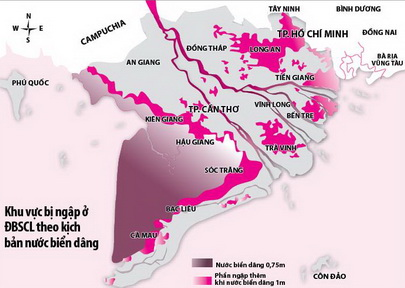 TÂY NINH
BÌNH DƯƠNG
CAMPUCHIA
TP. HỒ CHÍ MINH
ĐỒNG NAI
W
N
E
S
ĐỒNG THÁP
LONG AN
BÀ RỊA
VŨNG TÀU
AN GIANG
TIỀN GIANG
PHÚ QUỐC
TP. CẦN THƠ
VĨNH LONG
BẾN TRE
KIÊN GIANG
HẬU GIANG
TRÀ VINH
SÓC TRĂNG
Khu vực bị ngập ở
ĐBSCL theo kịch
bản nước biển dâng
BẠC LIÊU
CÀ MAU
Nước biển dâng 0,75m
Phần ngập thêm
khi nước biển dâng 1m
CÔN ĐẢO